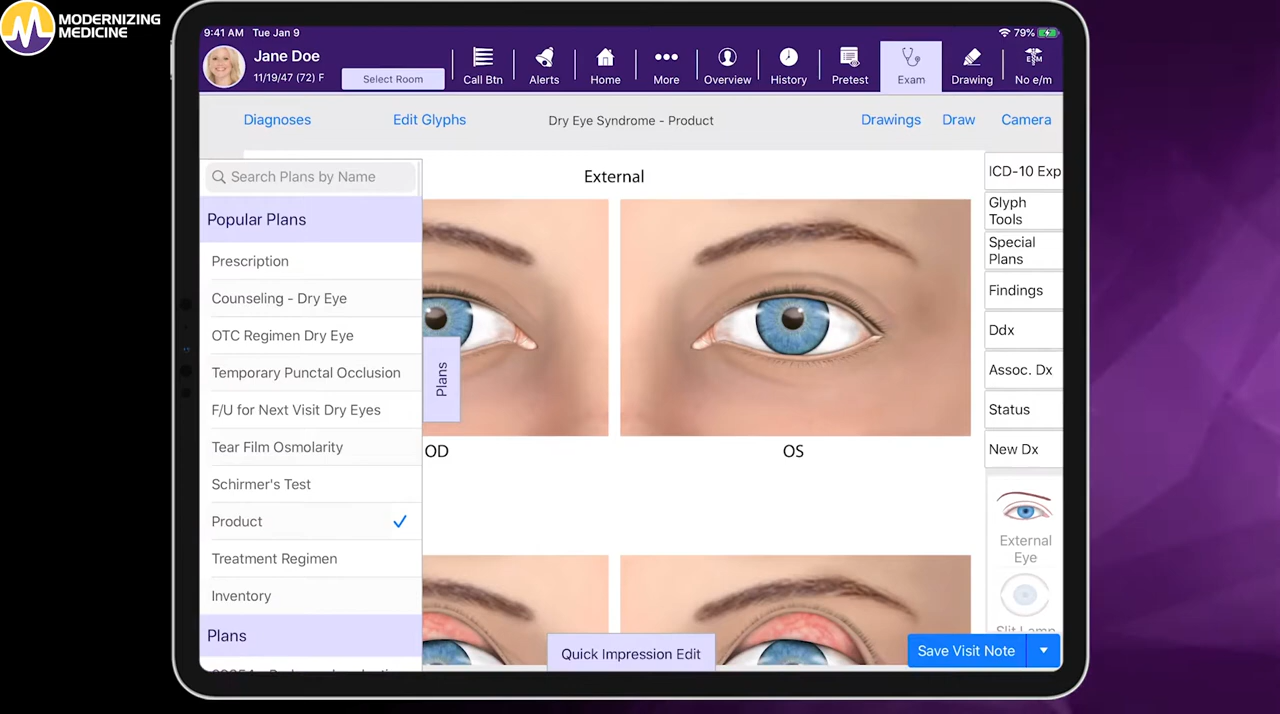 MODERNIZING
MEDICINE
9:41 AM Tue Jan 9
79%
Jane Doe
11/19/47 (72) F
Select Room
Call Btn
Alerts
Home
More
Overview
History
Pretest
Exam
Drawing
No e/m
Diagnoses
Edit Glyphs
Dry Eye Syndrome - Product
Drawings
Draw
Camera
Search Plans by Name
Popular Plans
Prescription
Counseling - Dry Eye
OTC Regimen Dry Eye
Temporary Punctal Occlusion
F/U for Next Visit Dry Eyes
Tear Film Osmolarity
Schirmer's Test
Product
Treatment Regimen
Inventory
Plans
Plans
External
OD
OS
ICD-10 Exp
Glyph
Tools
Special
Plans
Findings
Ddx
Assoc. Dx
Status
New Dx
External
Eye
Slit Lamp
Quick Impression Edit
Save Visit Note